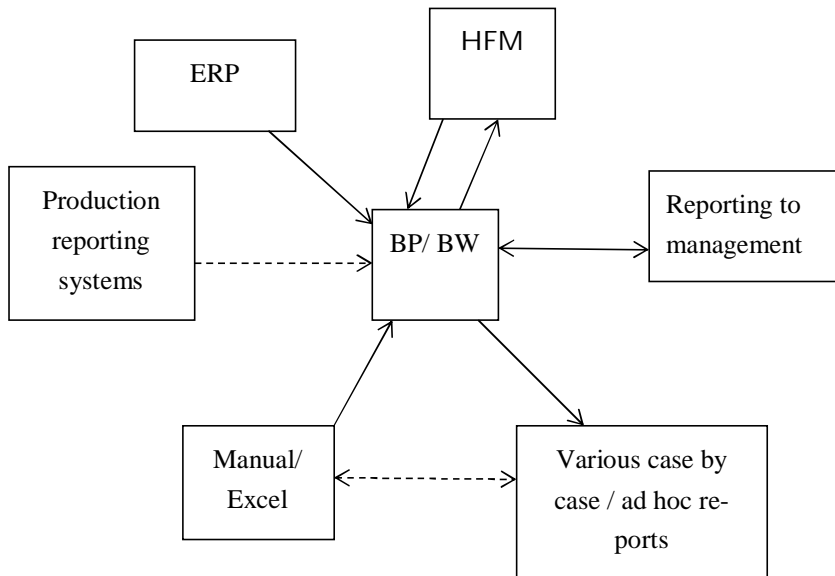 HFM
ERP
Production
reporting
systems
BP/ BW
Reporting to
management
Manual/
Excel
Various case by
case / ad hoc re-
ports